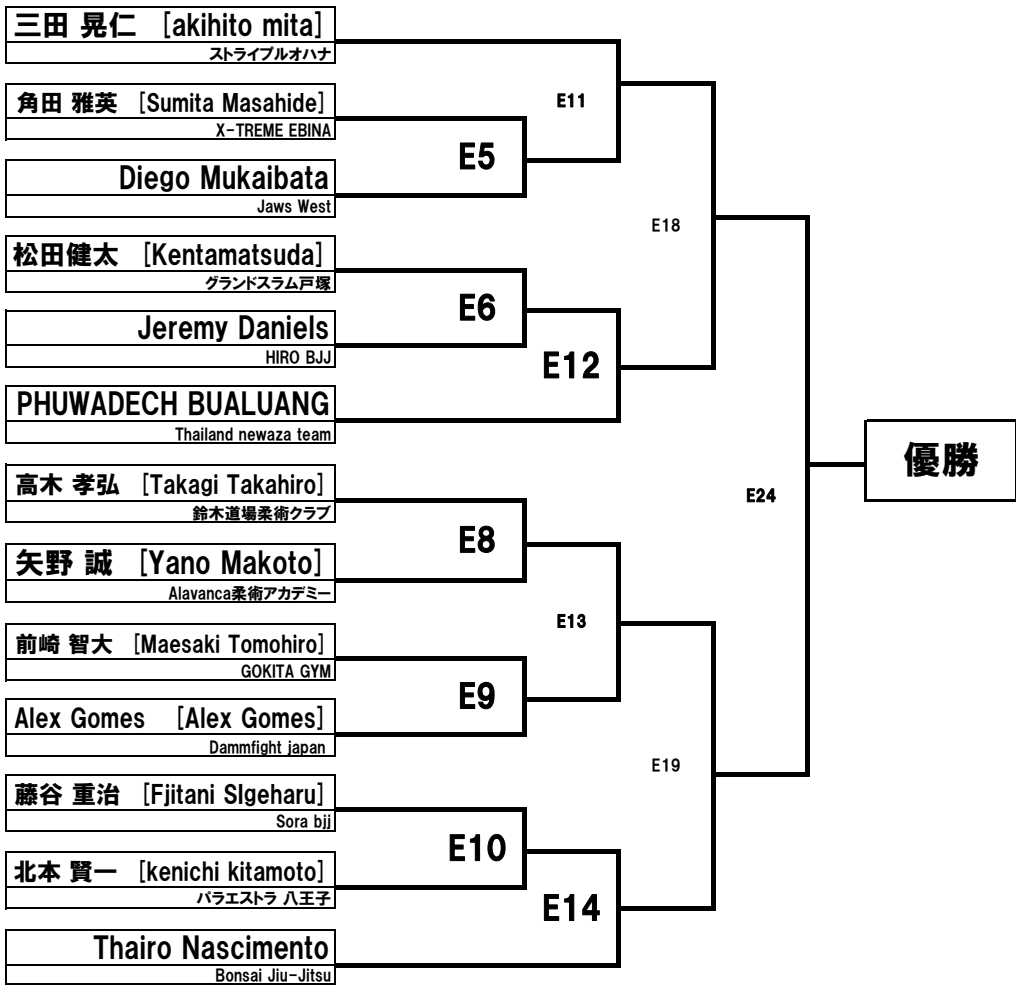 三田 晃仁 [akihito mita]
ストライプルオハナ
角田 雅英 [Sumita Masahide]
X-TREME EBINA
Diego Mukaibata
Jaws West
松田健太 [Kentamatsuda]
グランドスラム戸塚
Jeremy Daniels
HIRO BJJ
PHUWADECH BUALUANG
Thailand newaza team
高木 孝弘 [Takagi Takahiro]
鈴木道場柔術クラブ
矢野 誠 [Yano Makoto]
Alavanca柔術アカデミー
前崎 智大 [Maesaki Tomohiro]
GOKITA GYM
Alex Gomes [Alex Gomes]
Dammfight japan
藤谷 重治 [Fjitani SIgeharu]
Sora bjj
北本 賢一 [kenichi kitamoto]
パラエストラ 八王子
Thairo Nascimento
Bonsai Jiu-Jitsu
E5
E6
E8
E9
E10
E11
E12
E13
E14
E18
E19
E24
優勝